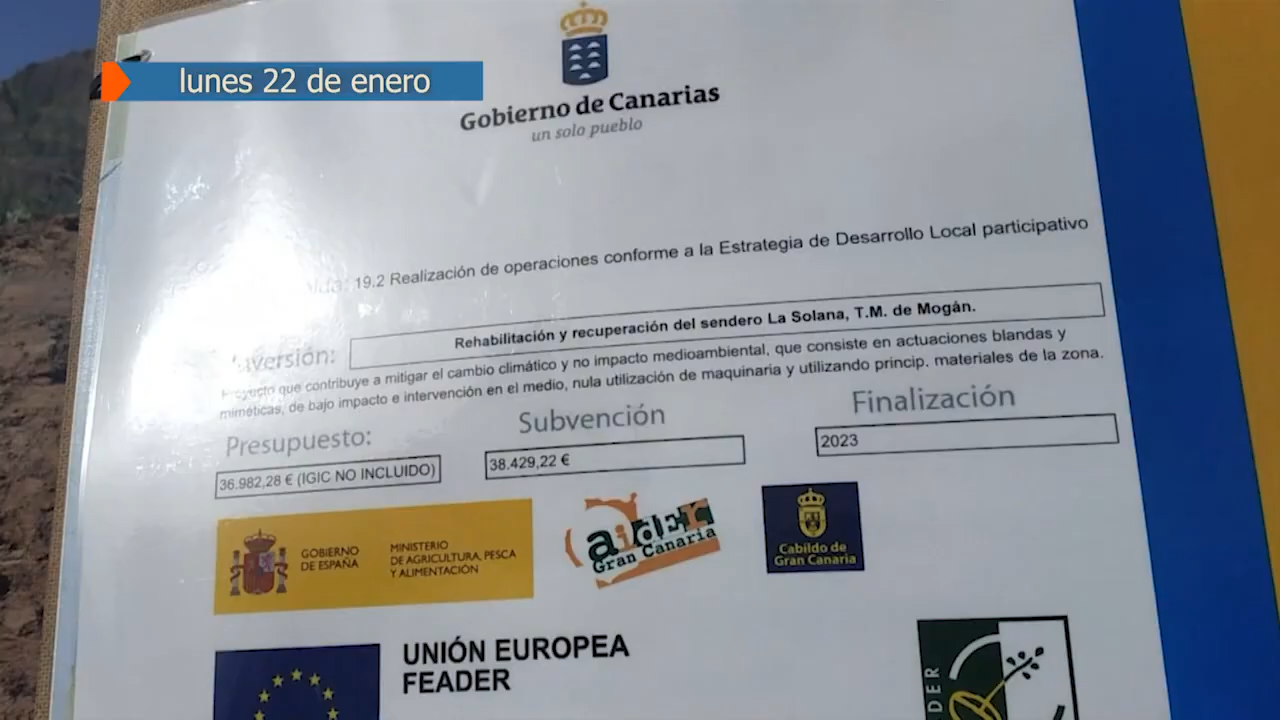 lunes 22 de enero
Gobierno de Canarias
un solo pueblo
19.2 Realización de operaciones conforme a la Estrategia de Desarrollo Local participativo
Inversión:
Rehabilitación y recuperación del sendero La Solana, T.M. de Mogán.
Proyecto que contribuye a mitigar el cambio climático y no impacto medioambiental, que consiste en actuaciones blandas y
miméticas, de bajo impacto e intervención en el medio, nula utilización de maquinaria y utilizando princip. materiales de la zona.
Presupuesto:
Subvención
Finalización
36.982,28 € (IGIC NO INCLUIDO)
38.429,22 €
2023
GOBIERNO
DE ESPAÑA
MINISTERIO
DE AGRICULTURA, PESCA
Y ALIMENTACIÓN
aider
Gran Canaria
Cabildo de
Gran Canaria
UNIÓN EUROPEA
FEADER